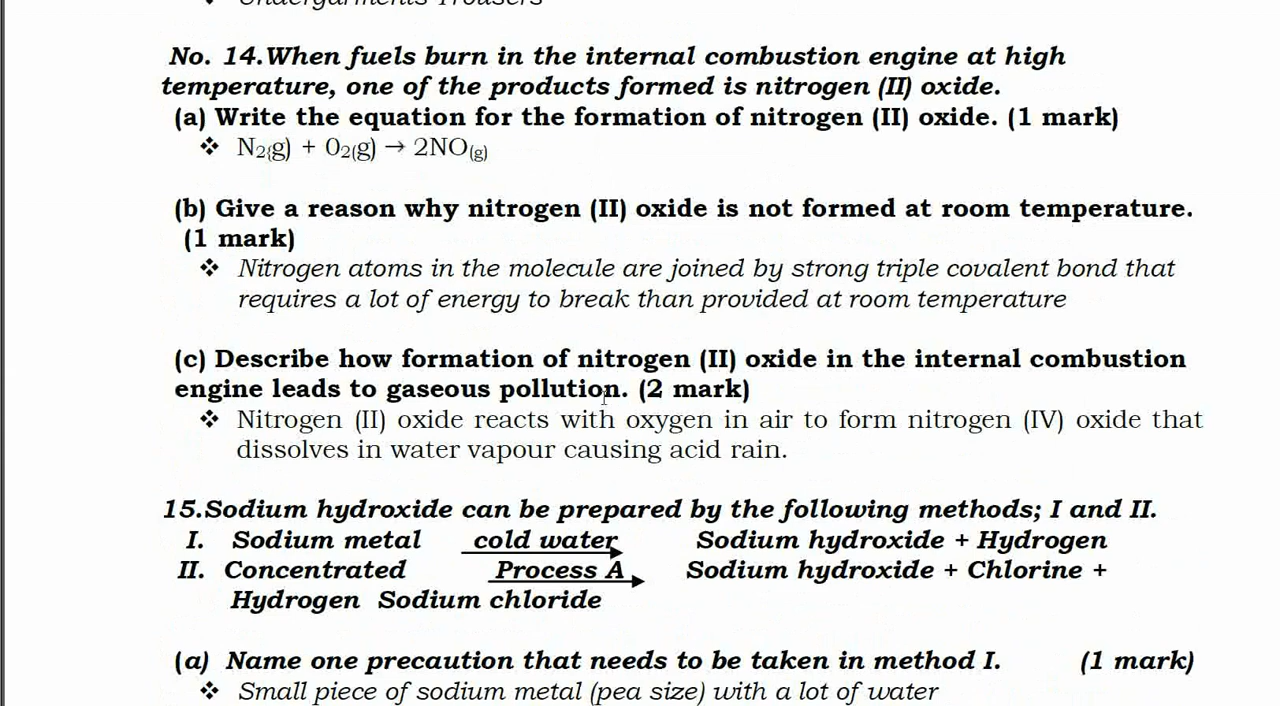 ❖ Undergarments Trousers
No. 14.When fuels burn in the internal combustion engine at high
temperature, one of the products formed is nitrogen (II) oxide.
(a) Write the equation for the formation of nitrogen (II) oxide. (1 mark)
❖ N₂{g) + 0₂(g) → 2NO(g)
(b) Give a reason why nitrogen (II) oxide is not formed at room temperature.
(1 mark)
❖ Nitrogen atoms in the molecule are joined by strong triple covalent bond that
requires a lot of energy to break than provided at room temperature
(c) Describe how formation of nitrogen (II) oxide in the internal combustion
engine leads to gaseous pollution. (2 mark)
❖ Nitrogen (II) oxide reacts with oxygen in air to form nitrogen (IV) oxide that
dissolves in water vapour causing acid rain.
15.Sodium hydroxide can be prepared by the following methods; I and II.
I. Sodium metal cold water Sodium hydroxide + Hydrogen
II. Concentrated Process A Sodium hydroxide + Chlorine +
Hydrogen Sodium chloride
(a) Name one precaution that needs to be taken in method I. (1 mark)
❖ Small piece of sodium metal (pea size) with a lot of water